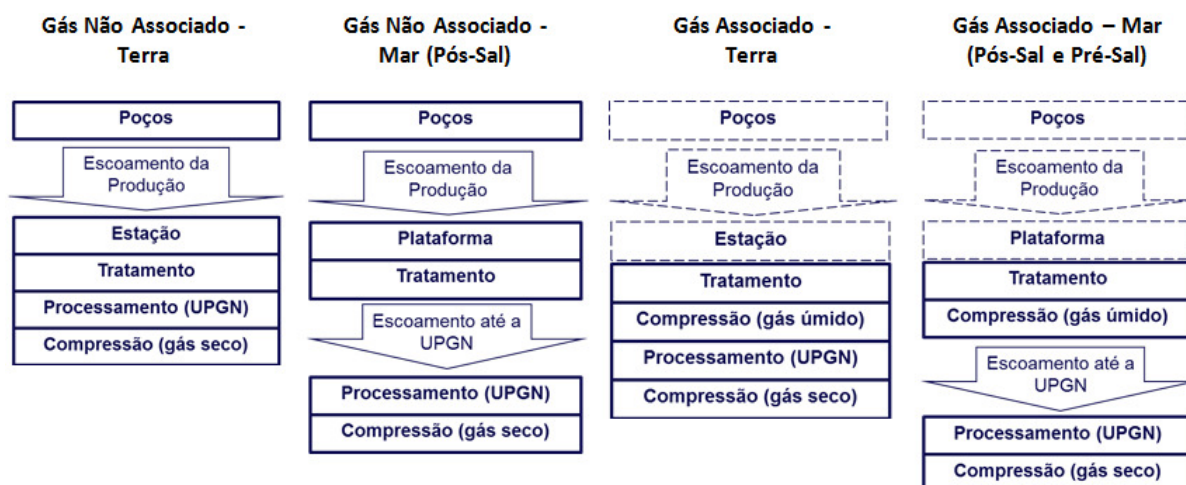 Gás Não Associado -
Terra
Poços
Escoamento da
Produção
Estação
Tratamento
Processamento (UPGN)
Compressão (gás seco)
Gás Não Associado -
Mar (Pós-Sal)
Poços
Escoamento da
Produção
Plataforma
Tratamento
Escoamento até a
UPGN
Processamento (UPGN)
Compressão (gás seco)
Gás Associado -
Terra
Poços
Escoamento da
Produção
Estação
Tratamento
Compressão (gás úmido)
Processamento (UPGN)
Compressão (gás seco)
Gás Associado – Mar
(Pós-Sal e Pré-Sal)
Poços
Escoamento da
Produção
Plataforma
Tratamento
Compressão (gás úmido)
Escoamento até a
UPGN
Processamento (UPGN)
Compressão (gás seco)